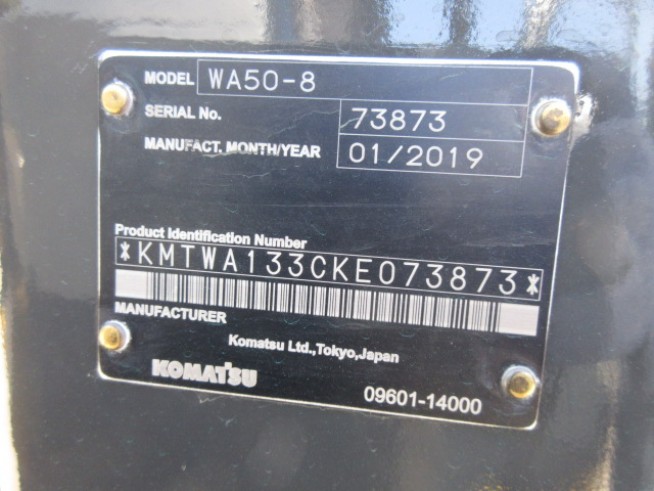 MODEL WA50-8
SERIAL No. 73873
MANUFACT. MONTH/YEAR 01/2019
Product Identification Number
*KMTWA133CKE073873*
MANUFACTURER
Komatsu Ltd.,Tokyo,Japan
KOMATSU
09601-14000